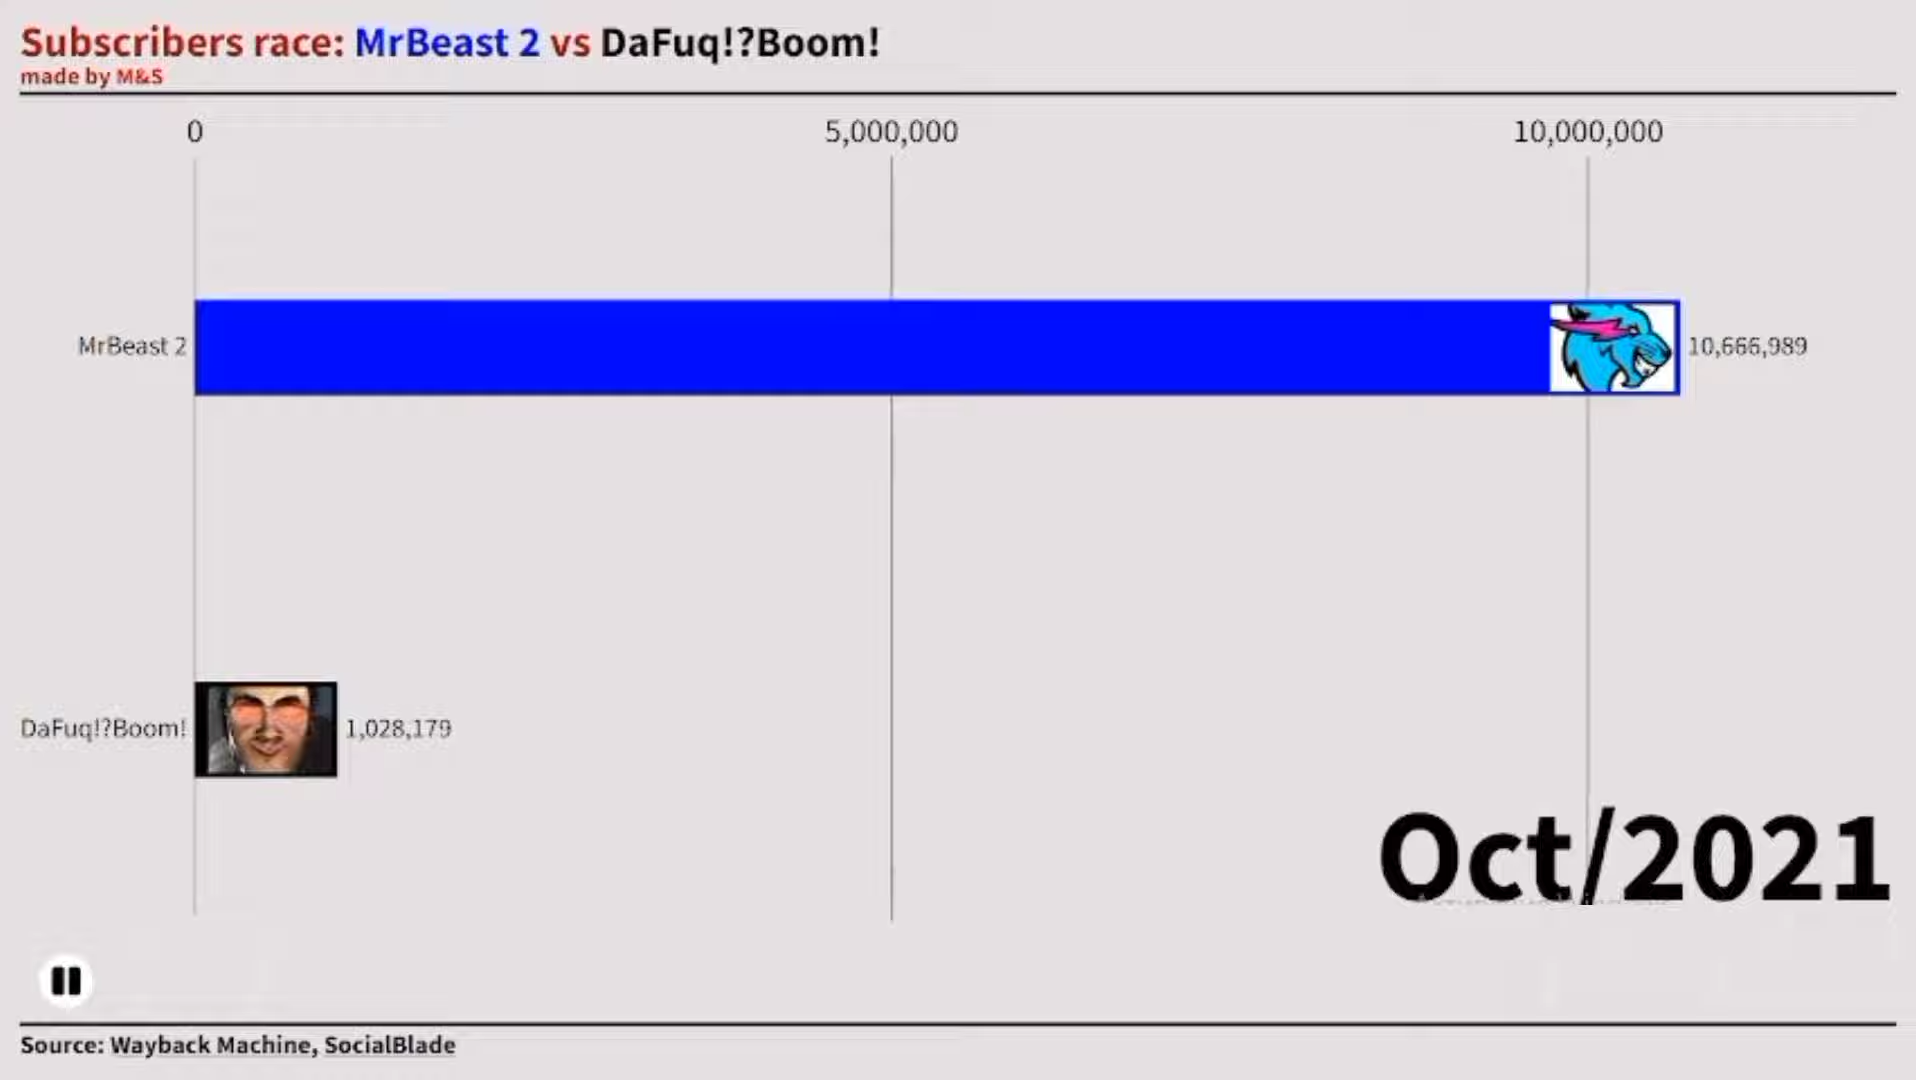 Subscribers race: MrBeast 2 vs DaFuq!?Boom!
made by M&S
0 5,000,000 10,000,000
MrBeast 2 10,666,989
DaFuq!?Boom! 1,028,179
Oct/2021
Source: Wayback Machine, SocialBlade